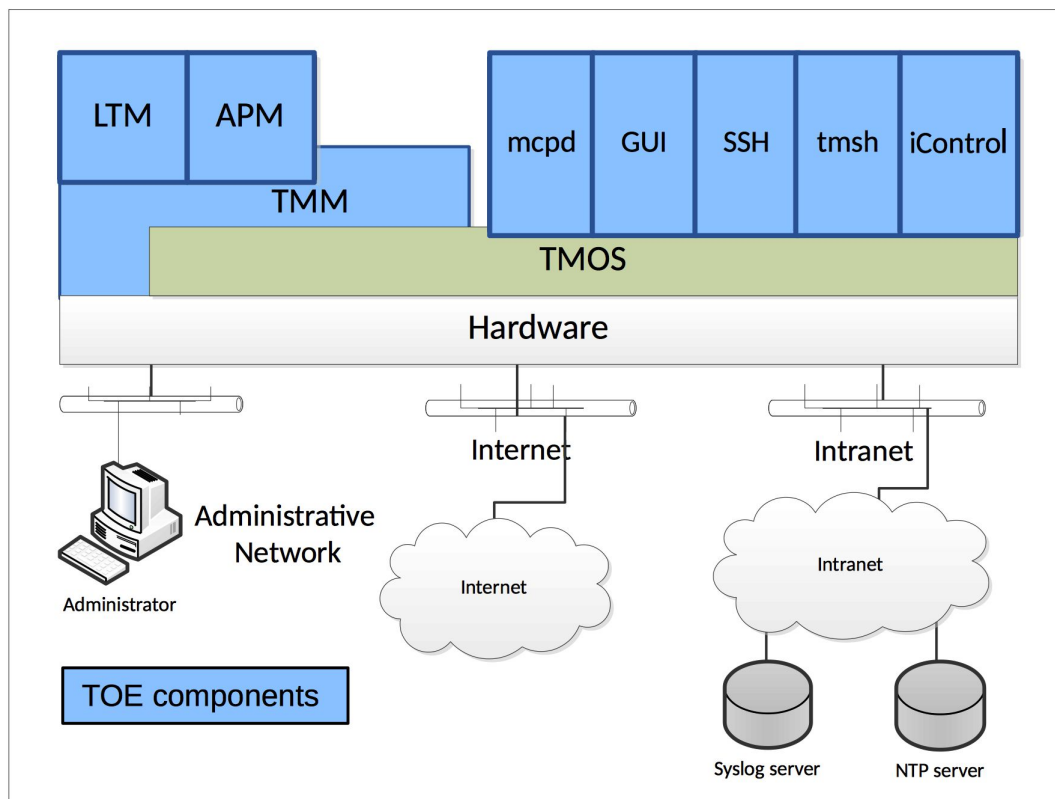 LTM
APM
mcpd
GUI
SSH
tmsh
iControl
TMM
TMOS
Hardware
Internet
Intranet
Administrative
Network
Administrator
Internet
Intranet
TOE components
Syslog server
NTP server